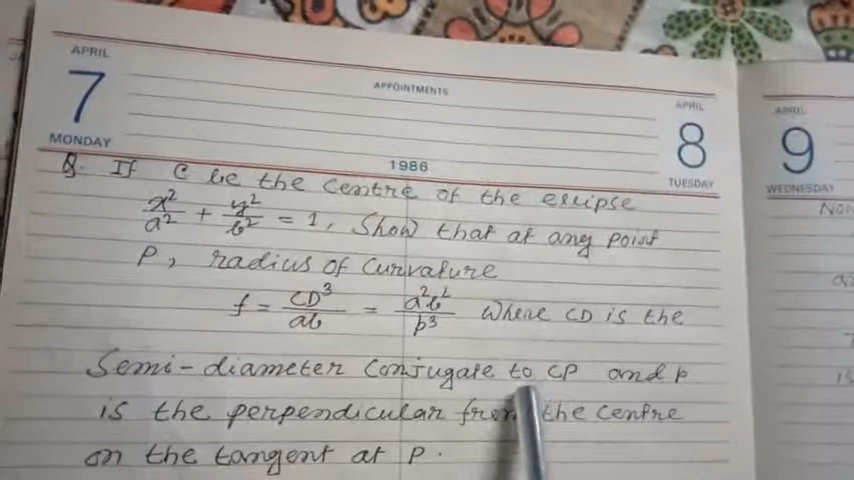 APRIL
7
MONDAY
APPOINTMENTS
1986
APRIL
8
TUESDAY
APRIL
9
WEDNESDAY
Q. If C be the centre of the ellipse
x²/a² + y²/b² = 1, Show that at any point
P, radius of Curvature
f = CD³/ab = a²b²/p³ where CD is the
Semi-diameter Conjugate to CP and p
is the perpendicular from the centre
on the tangent at P.